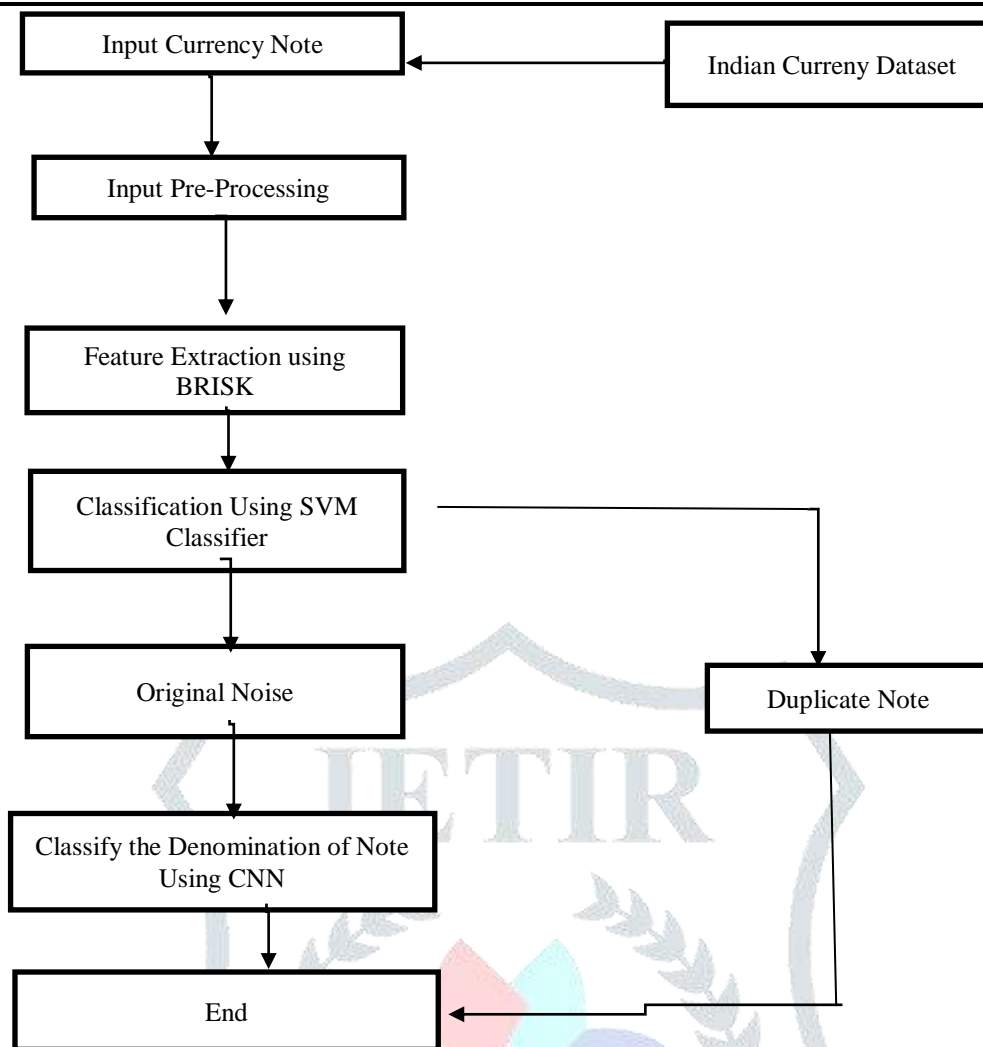 Input Currency Note
Indian Curreny Dataset
Input Pre-Processing
Feature Extraction using
BRISK
Classification Using SVM
Classifier
Original Noise
Duplicate Note
JETIR
Classify the Denomination of Note
Using CNN
End